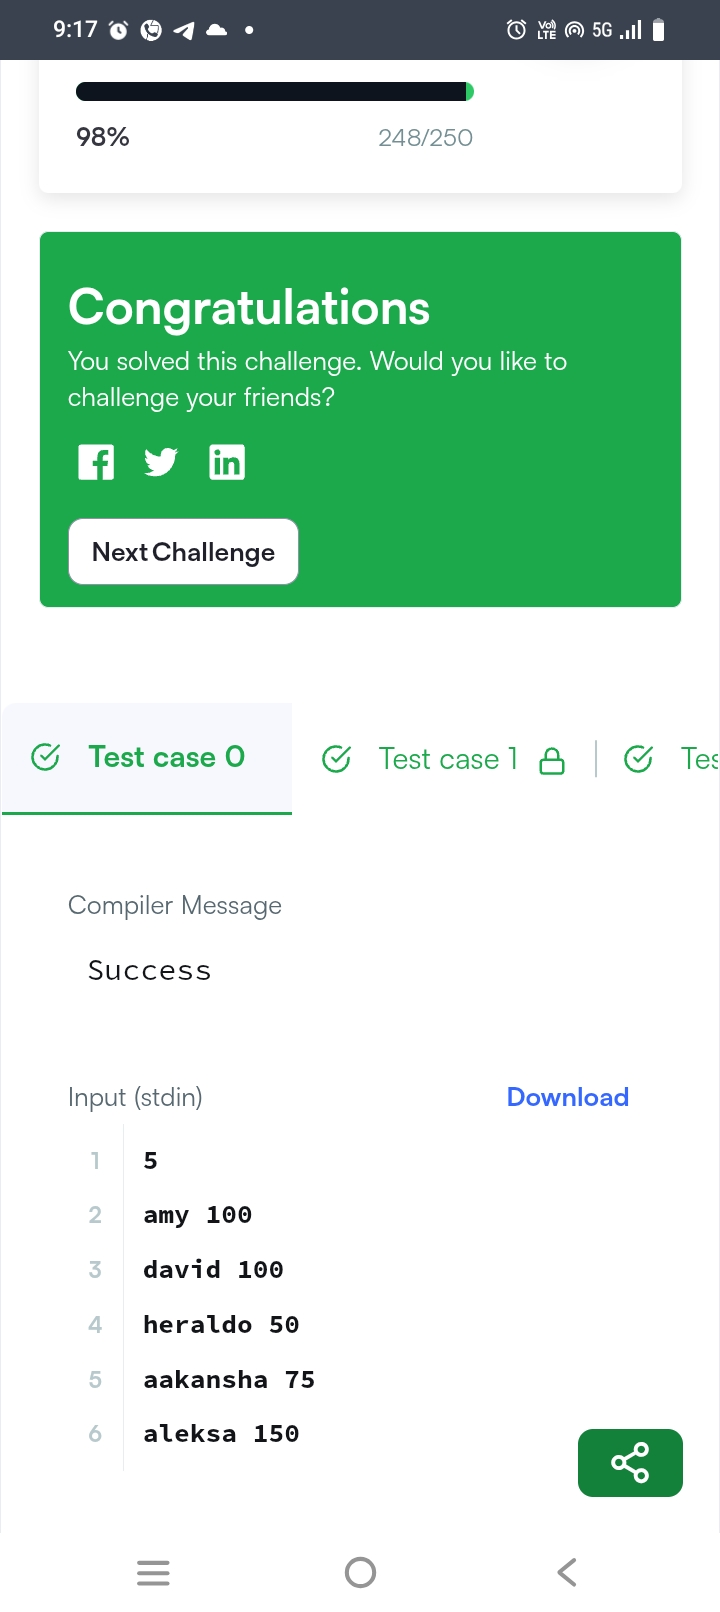 9:17 Vo) LTE 5G
98% 248/250
Congratulations
You solved this challenge. Would you like to
challenge your friends?
Next Challenge
Test case 0 Test case 1 Tes
Compiler Message
Success
Input (stdin) Download
1 5
2 amy 100
3 david 100
4 heraldo 50
5 aakansha 75
6 aleksa 150